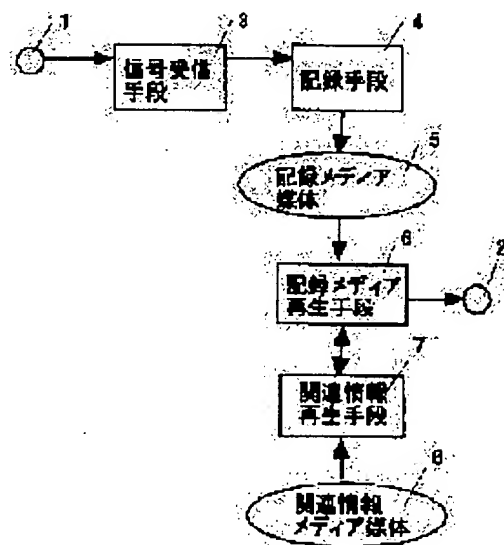 1
3
4
信号受信
手段
記録手段
5
記録メディア
媒体
6
2
記録メディア
再生手段
7
関連情報
再生手段
8
関連情報
メディア媒体